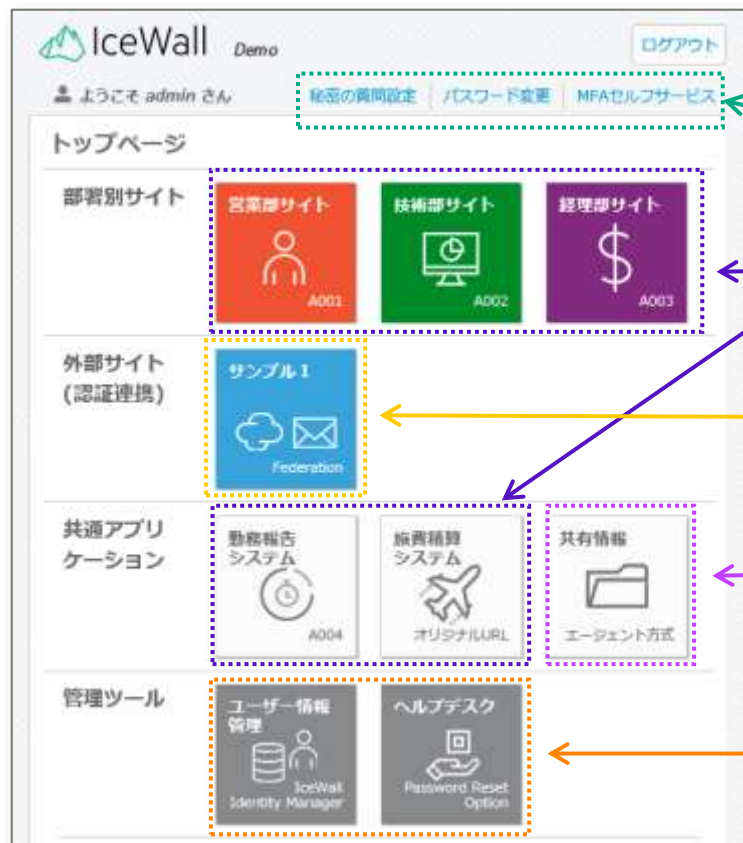 IceWall Demo
ログアウト
ようこそ admin さん
秘密の質問設定 パスワード変更 MFAセルフサービス
トップページ
部署別サイト
営業部サイト
A001
技術部サイト
A002
経理部サイト
A003
外部サイト
(認証連携)
サンプル1
Federation
共通アプリ
ケーション
勤務報告
システム
A004
旅費精算
システム
オリジナルURL
共有情報
エージェント方式
管理ツール
ユーザー情報
管理
IceWall
Identity Manager
ヘルプデスク
Password Reset
Option